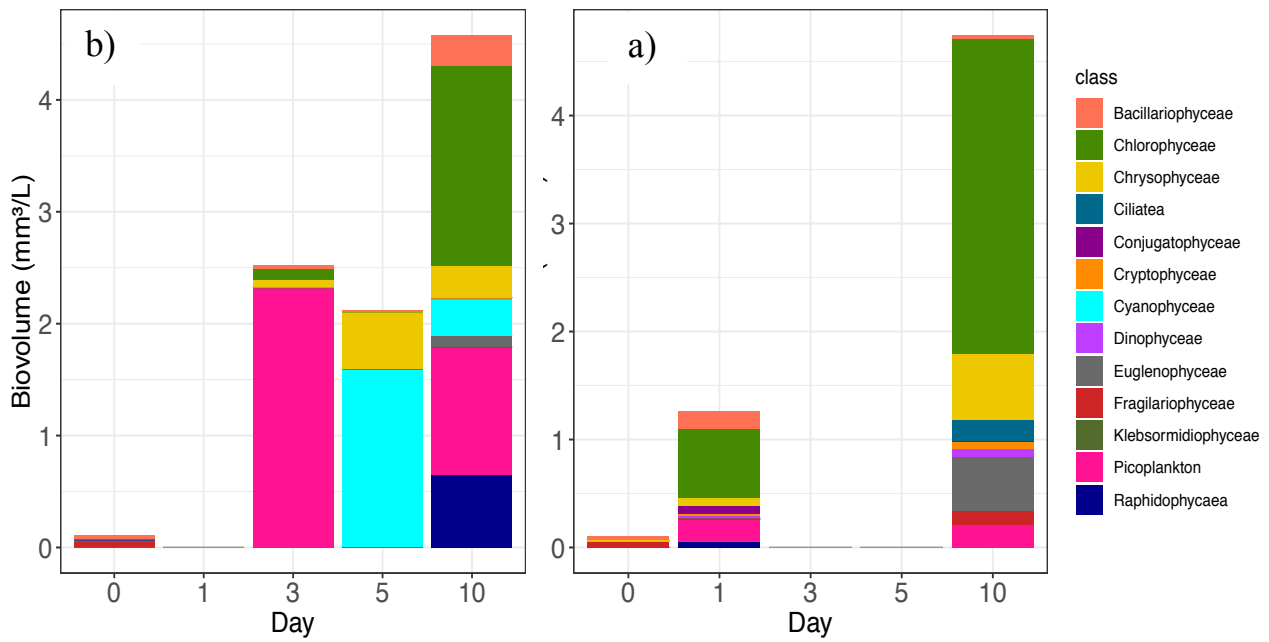 b)
a)
Biovolume (mm³/L)
4
3
2
1
0
0 1 3 5 10
Day
4
3
2
1
0
0 1 3 5 10
Day
class
Bacillariophyceae
Chlorophyceae
Chrysophyceae
Ciliatea
Conjugatophyceae
Cryptophyceae
Cyanophyceae
Dinophyceae
Euglenophyceae
Fragilariophyceae
Klebsormidiophyceae
Picoplankton
Raphidophycaea